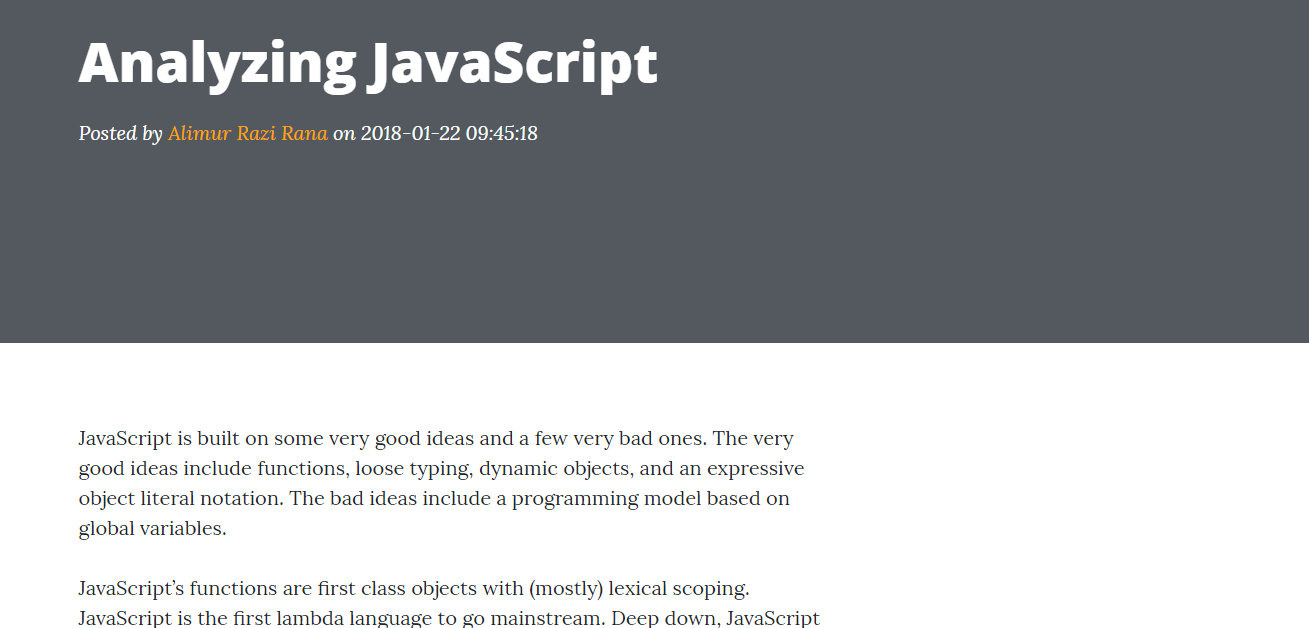 Analyzing JavaScript
Posted by Alimur Razi Rana on 2018-01-22 09:45:18
JavaScript is built on some very good ideas and a few very bad ones. The very
good ideas include functions, loose typing, dynamic objects, and an expressive
object literal notation. The bad ideas include a programming model based on
global variables.
JavaScript’s functions are first class objects with (mostly) lexical scoping.
JavaScript is the first lambda language to go mainstream. Deep down, JavaScript